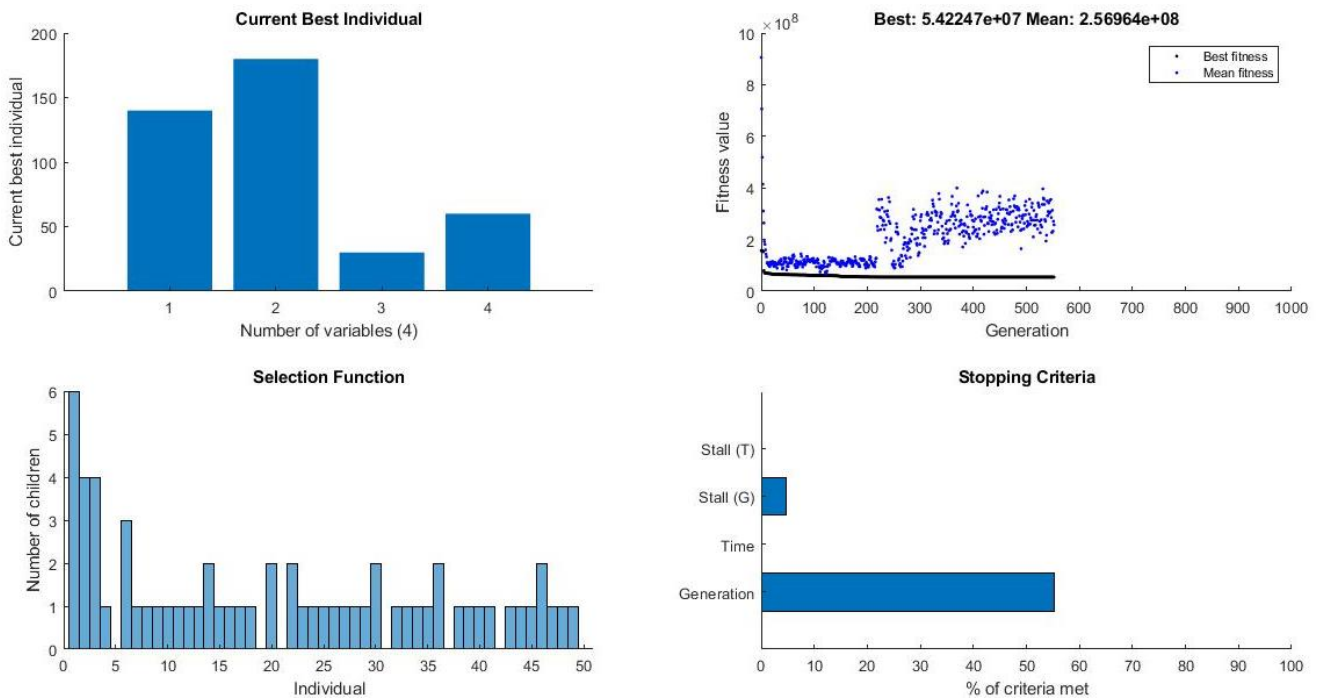 Current Best Individual
200
150
100
50
0
Current best individual
1 2 3 4
Number of variables (4)
Best: 5.42247e+07 Mean: 2.56964e+08
×10^8
10
8
6
4
2
0
Fitness value
Best fitness
Mean fitness
0 100 200 300 400 500 600 700 800 900 1000
Generation
Selection Function
6
5
4
3
2
1
0
Number of children
0 5 10 15 20 25 30 35 40 45 50
Individual
Stopping Criteria
Stall (T)
Stall (G)
Time
Generation
0 10 20 30 40 50 60 70 80 90 100
% of criteria met